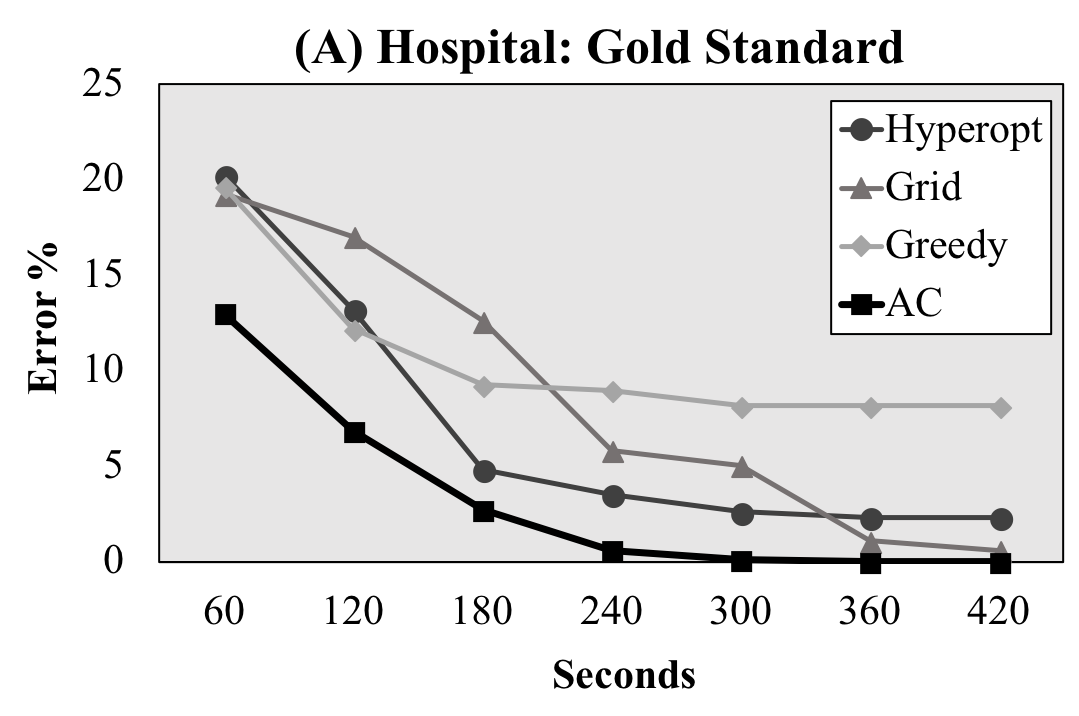 (A) Hospital: Gold Standard
25
20
15
10
5
0
Error %
Hyperopt
Grid
Greedy
AC
60 120 180 240 300 360 420
Seconds